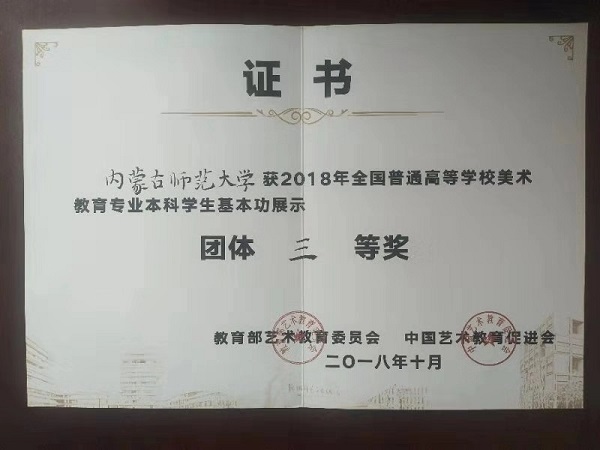 证书
内蒙古师范大学 获2018年全国普通高等学校美术
教育专业本科学生基本功展示
团体 三 等奖
教育部艺术教育委员会 中国艺术教育促进会
二〇一八年十月